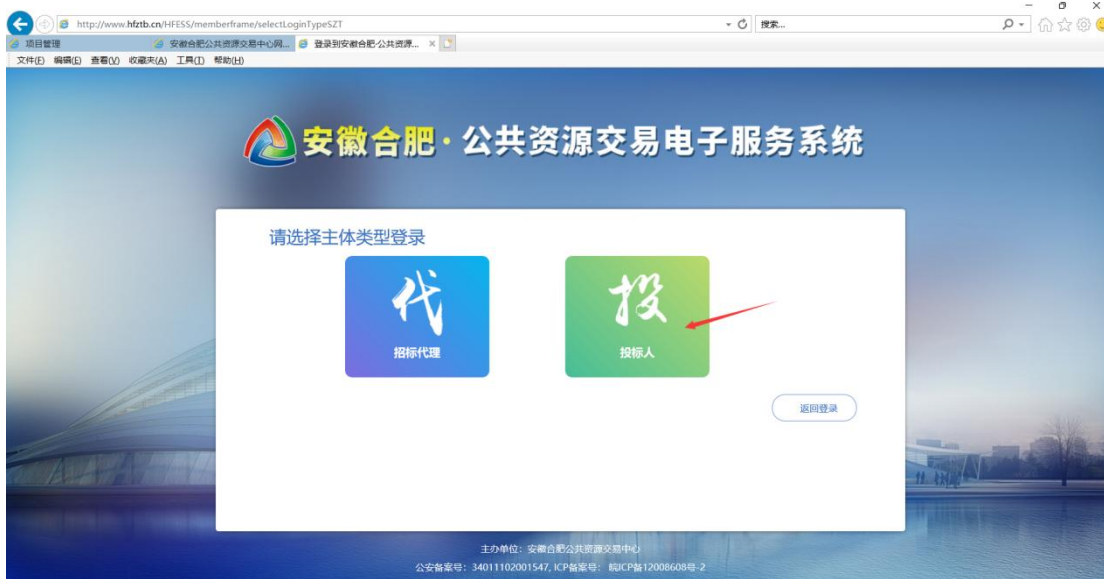 http://www.hfztb.cn/HFESS/memberframe/selectLoginTypeSZT
搜索...
项目管理
安徽合肥公共资源交易中心网...
登录到安徽合肥公共资源...
文件(F) 编辑(E) 查看(V) 收藏夹(A) 工具(T) 帮助(H)
安徽合肥·公共资源交易电子服务系统
请选择主体类型登录
代
招标代理
投
投标人
返回登录
主办单位：安徽合肥公共资源交易中心
公安备案号：34011102001547, ICP备案号： 皖ICP备12008608号-2